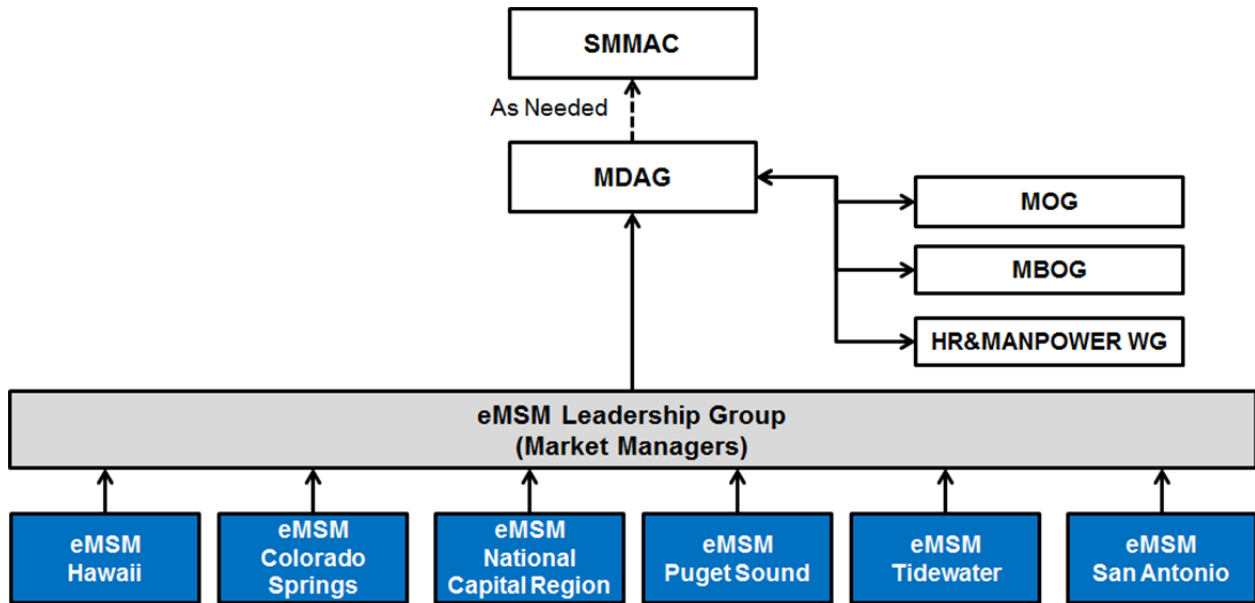 SMMAC
As Needed
MDAG
MOG
MBOG
HR&MANPOWER WG
eMSM Leadership Group
(Market Managers)
eMSM
Hawaii
eMSM
Colorado
Springs
eMSM
National
Capital Region
eMSM
Puget Sound
eMSM
Tidewater
eMSM
San Antonio